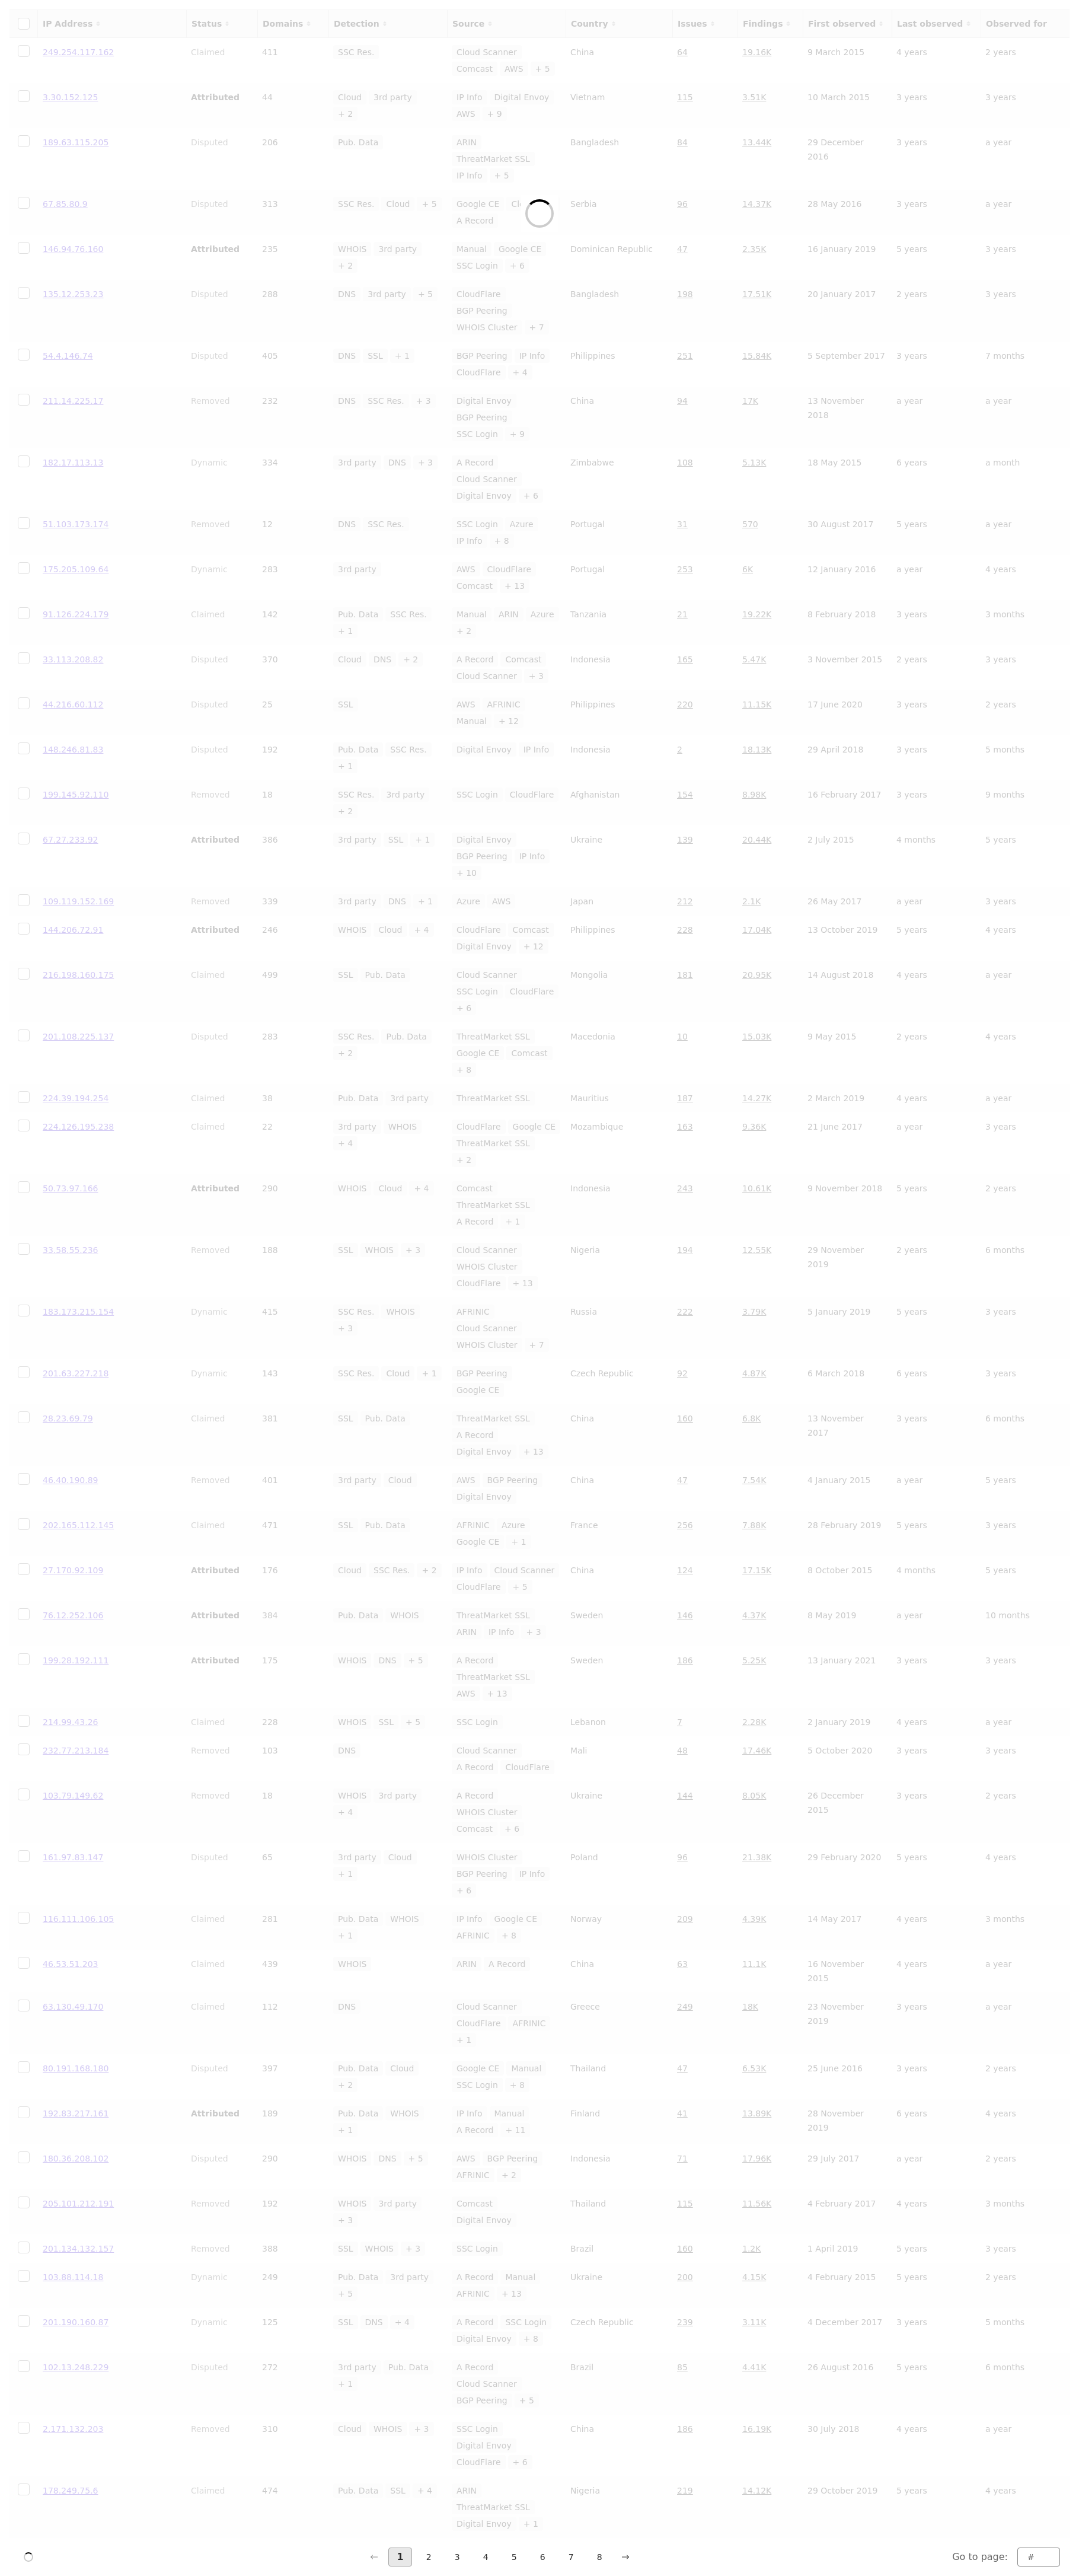 IP Address Status Domains Detection Source Country Issues Findings First observed Last observed Observed for
249.254.117.162 Claimed 411 SSC Res. Cloud Scanner China 64 19.16K 9 March 2015 4 years 2 years
Comcast AWS + 5
3.30.152.125 Attributed 44 Cloud 3rd party IP Info Digital Envoy Vietnam 115 3.51K 10 March 2015 3 years 3 years
+ 2 AWS + 9
189.63.115.205 Disputed 206 Pub. Data ARIN Bangladesh 84 13.44K 29 December 3 years a year
ThreatMarket SSL 2016
IP Info + 5
67.85.80.9 Disputed 313 SSC Res. Cloud + 5 Google CE Serbia 96 14.37K 28 May 2016 3 years a year
A Record
146.94.76.160 Attributed 235 WHOIS 3rd party Manual Google CE Dominican Republic 47 2.35K 16 January 2019 5 years 3 years
+ 2 SSC Login + 6
135.12.253.23 Disputed 288 DNS 3rd party + 5 CloudFlare Bangladesh 198 17.51K 20 January 2017 2 years 3 years
BGP Peering
WHOIS Cluster + 7
54.4.146.74 Disputed 405 DNS SSL + 1 BGP Peering IP Info Philippines 251 15.84K 5 September 2017 3 years 7 months
CloudFlare + 4
211.14.225.17 Removed 232 DNS SSC Res. + 3 Digital Envoy China 94 17K 13 November a year a year
BGP Peering 2018
SSC Login + 9
182.17.113.13 Dynamic 334 3rd party DNS + 3 A Record Zimbabwe 108 5.13K 18 May 2015 6 years a month
Cloud Scanner
Digital Envoy + 6
51.103.173.174 Removed 12 DNS SSC Res. SSC Login Azure Portugal 31 570 30 August 2017 5 years a year
IP Info + 8
175.205.109.64 Dynamic 283 3rd party AWS CloudFlare Portugal 253 6K 12 January 2016 a year 4 years
Comcast + 13
91.126.224.179 Claimed 142 Pub. Data SSC Res. Manual ARIN Azure Tanzania 21 19.22K 8 February 2018 3 years 3 months
+ 1 + 2
33.113.208.82 Disputed 370 Cloud DNS + 2 A Record Comcast Indonesia 165 5.47K 3 November 2015 2 years 3 years
Cloud Scanner + 3
44.216.60.112 Disputed 25 SSL AWS AFRINIC Philippines 220 11.15K 17 June 2020 3 years 2 years
Manual + 12
148.246.81.83 Disputed 192 Pub. Data SSC Res. Digital Envoy IP Info Indonesia 2 18.13K 29 April 2018 3 years 5 months
+ 1
199.145.92.110 Removed 18 SSC Res. 3rd party SSC Login CloudFlare Afghanistan 154 8.98K 16 February 2017 3 years 9 months
+ 2
67.27.233.92 Attributed 386 3rd party SSL + 1 Digital Envoy Ukraine 139 20.44K 2 July 2015 4 months 5 years
BGP Peering IP Info
+ 10
109.119.152.169 Removed 339 3rd party DNS + 1 Azure AWS Japan 212 2.1K 26 May 2017 a year 3 years
144.206.72.91 Attributed 246 WHOIS Cloud + 4 CloudFlare Comcast Philippines 228 17.04K 13 October 2019 5 years 4 years
Digital Envoy + 12
216.198.160.175 Claimed 499 SSL Pub. Data Cloud Scanner Mongolia 181 20.95K 14 August 2018 4 years a year
SSC Login CloudFlare
+ 6
201.108.225.137 Disputed 283 SSC Res. Pub. Data ThreatMarket SSL Macedonia 10 15.03K 9 May 2015 2 years 4 years
+ 2 Google CE Comcast
+ 8
224.39.194.254 Claimed 38 Pub. Data 3rd party ThreatMarket SSL Mauritius 187 14.27K 2 March 2019 4 years a year
224.126.195.238 Claimed 22 3rd party WHOIS CloudFlare Google CE Mozambique 163 9.36K 21 June 2017 a year 3 years
+ 4 ThreatMarket SSL
+ 2
50.73.97.166 Attributed 290 WHOIS Cloud + 4 Comcast Indonesia 243 10.61K 9 November 2018 5 years 2 years
ThreatMarket SSL
A Record + 1
33.58.55.236 Removed 188 SSL WHOIS + 3 Cloud Scanner Nigeria 194 12.55K 29 November 2 years 6 months
WHOIS Cluster 2019
CloudFlare + 13
183.173.215.154 Dynamic 415 SSC Res. WHOIS AFRINIC Russia 222 3.79K 5 January 2019 5 years 3 years
+ 3 Cloud Scanner
WHOIS Cluster + 7
201.63.227.218 Dynamic 143 SSC Res. Cloud + 1 BGP Peering Czech Republic 92 4.87K 6 March 2018 6 years 3 years
Google CE
28.23.69.79 Claimed 381 SSL Pub. Data ThreatMarket SSL China 160 6.8K 13 November 3 years 6 months
A Record 2017
Digital Envoy + 13
46.40.190.89 Removed 401 3rd party Cloud AWS BGP Peering China 47 7.54K 4 January 2015 a year 5 years
Digital Envoy
202.165.112.145 Claimed 471 SSL Pub. Data AFRINIC Azure France 256 7.88K 28 February 2019 5 years 3 years
Google CE + 1
27.170.92.109 Attributed 176 Cloud SSC Res. + 2 IP Info Cloud Scanner China 124 17.15K 8 October 2015 4 months 5 years
CloudFlare + 5
76.12.252.106 Attributed 384 Pub. Data WHOIS ThreatMarket SSL Sweden 146 4.37K 8 May 2019 a year 10 months
ARIN IP Info + 3
199.28.192.111 Attributed 175 WHOIS DNS + 5 A Record Sweden 186 5.25K 13 January 2021 3 years 3 years
ThreatMarket SSL
AWS + 13
214.99.43.26 Claimed 228 WHOIS SSL + 5 SSC Login Lebanon 7 2.28K 2 January 2019 4 years a year
232.77.213.184 Removed 103 DNS Cloud Scanner Mali 48 17.46K 5 October 2020 3 years 3 years
A Record CloudFlare
103.79.149.62 Removed 18 WHOIS 3rd party A Record Ukraine 144 8.05K 26 December 3 years 2 years
+ 4 WHOIS Cluster 2015
Comcast + 6
161.97.83.147 Disputed 65 3rd party Cloud WHOIS Cluster Poland 96 21.38K 29 February 2020 5 years 4 years
+ 1 BGP Peering IP Info
+ 6
116.111.106.105 Claimed 281 Pub. Data WHOIS IP Info Google CE Norway 209 4.39K 14 May 2017 4 years 3 months
+ 1 AFRINIC + 8
46.53.51.203 Claimed 439 WHOIS ARIN A Record China 63 11.1K 16 November 4 years a year
2015
63.130.49.170 Claimed 112 DNS Cloud Scanner Greece 249 18K 23 November 3 years a year
CloudFlare AFRINIC 2019
+ 1
80.191.168.180 Disputed 397 Pub. Data Cloud Google CE Manual Thailand 47 6.53K 25 June 2016 3 years 2 years
+ 2 SSC Login + 8
192.83.217.161 Attributed 189 Pub. Data WHOIS IP Info Manual Finland 41 13.89K 28 November 6 years 4 years
+ 1 A Record + 11 2019
180.36.208.102 Disputed 290 WHOIS DNS + 5 AWS BGP Peering Indonesia 71 17.96K 29 July 2017 a year 2 years
AFRINIC + 2
205.101.212.191 Removed 192 WHOIS 3rd party Comcast Thailand 115 11.56K 4 February 2017 4 years 3 months
+ 3 Digital Envoy
201.134.132.157 Removed 388 SSL WHOIS + 3 SSC Login Brazil 160 1.2K 1 April 2019 5 years 3 years
103.88.114.18 Dynamic 249 Pub. Data 3rd party A Record Manual Ukraine 200 4.15K 4 February 2015 5 years 2 years
+ 5 AFRINIC + 13
201.190.160.87 Dynamic 125 SSL DNS + 4 A Record SSC Login Czech Republic 239 3.11K 4 December 2017 3 years 5 months
Digital Envoy + 8
102.13.248.229 Disputed 272 3rd party Pub. Data A Record Brazil 85 4.41K 26 August 2016 5 years 6 months
+ 1 Cloud Scanner
BGP Peering + 5
2.171.132.203 Removed 310 Cloud WHOIS + 3 SSC Login China 186 16.19K 30 July 2018 4 years a year
Digital Envoy
CloudFlare + 6
178.249.75.6 Claimed 474 Pub. Data SSL + 4 ARIN Nigeria 219 14.12K 29 October 2019 5 years 4 years
ThreatMarket SSL
Digital Envoy + 1
← 1 2 3 4 5 6 7 8 → Go to page: #